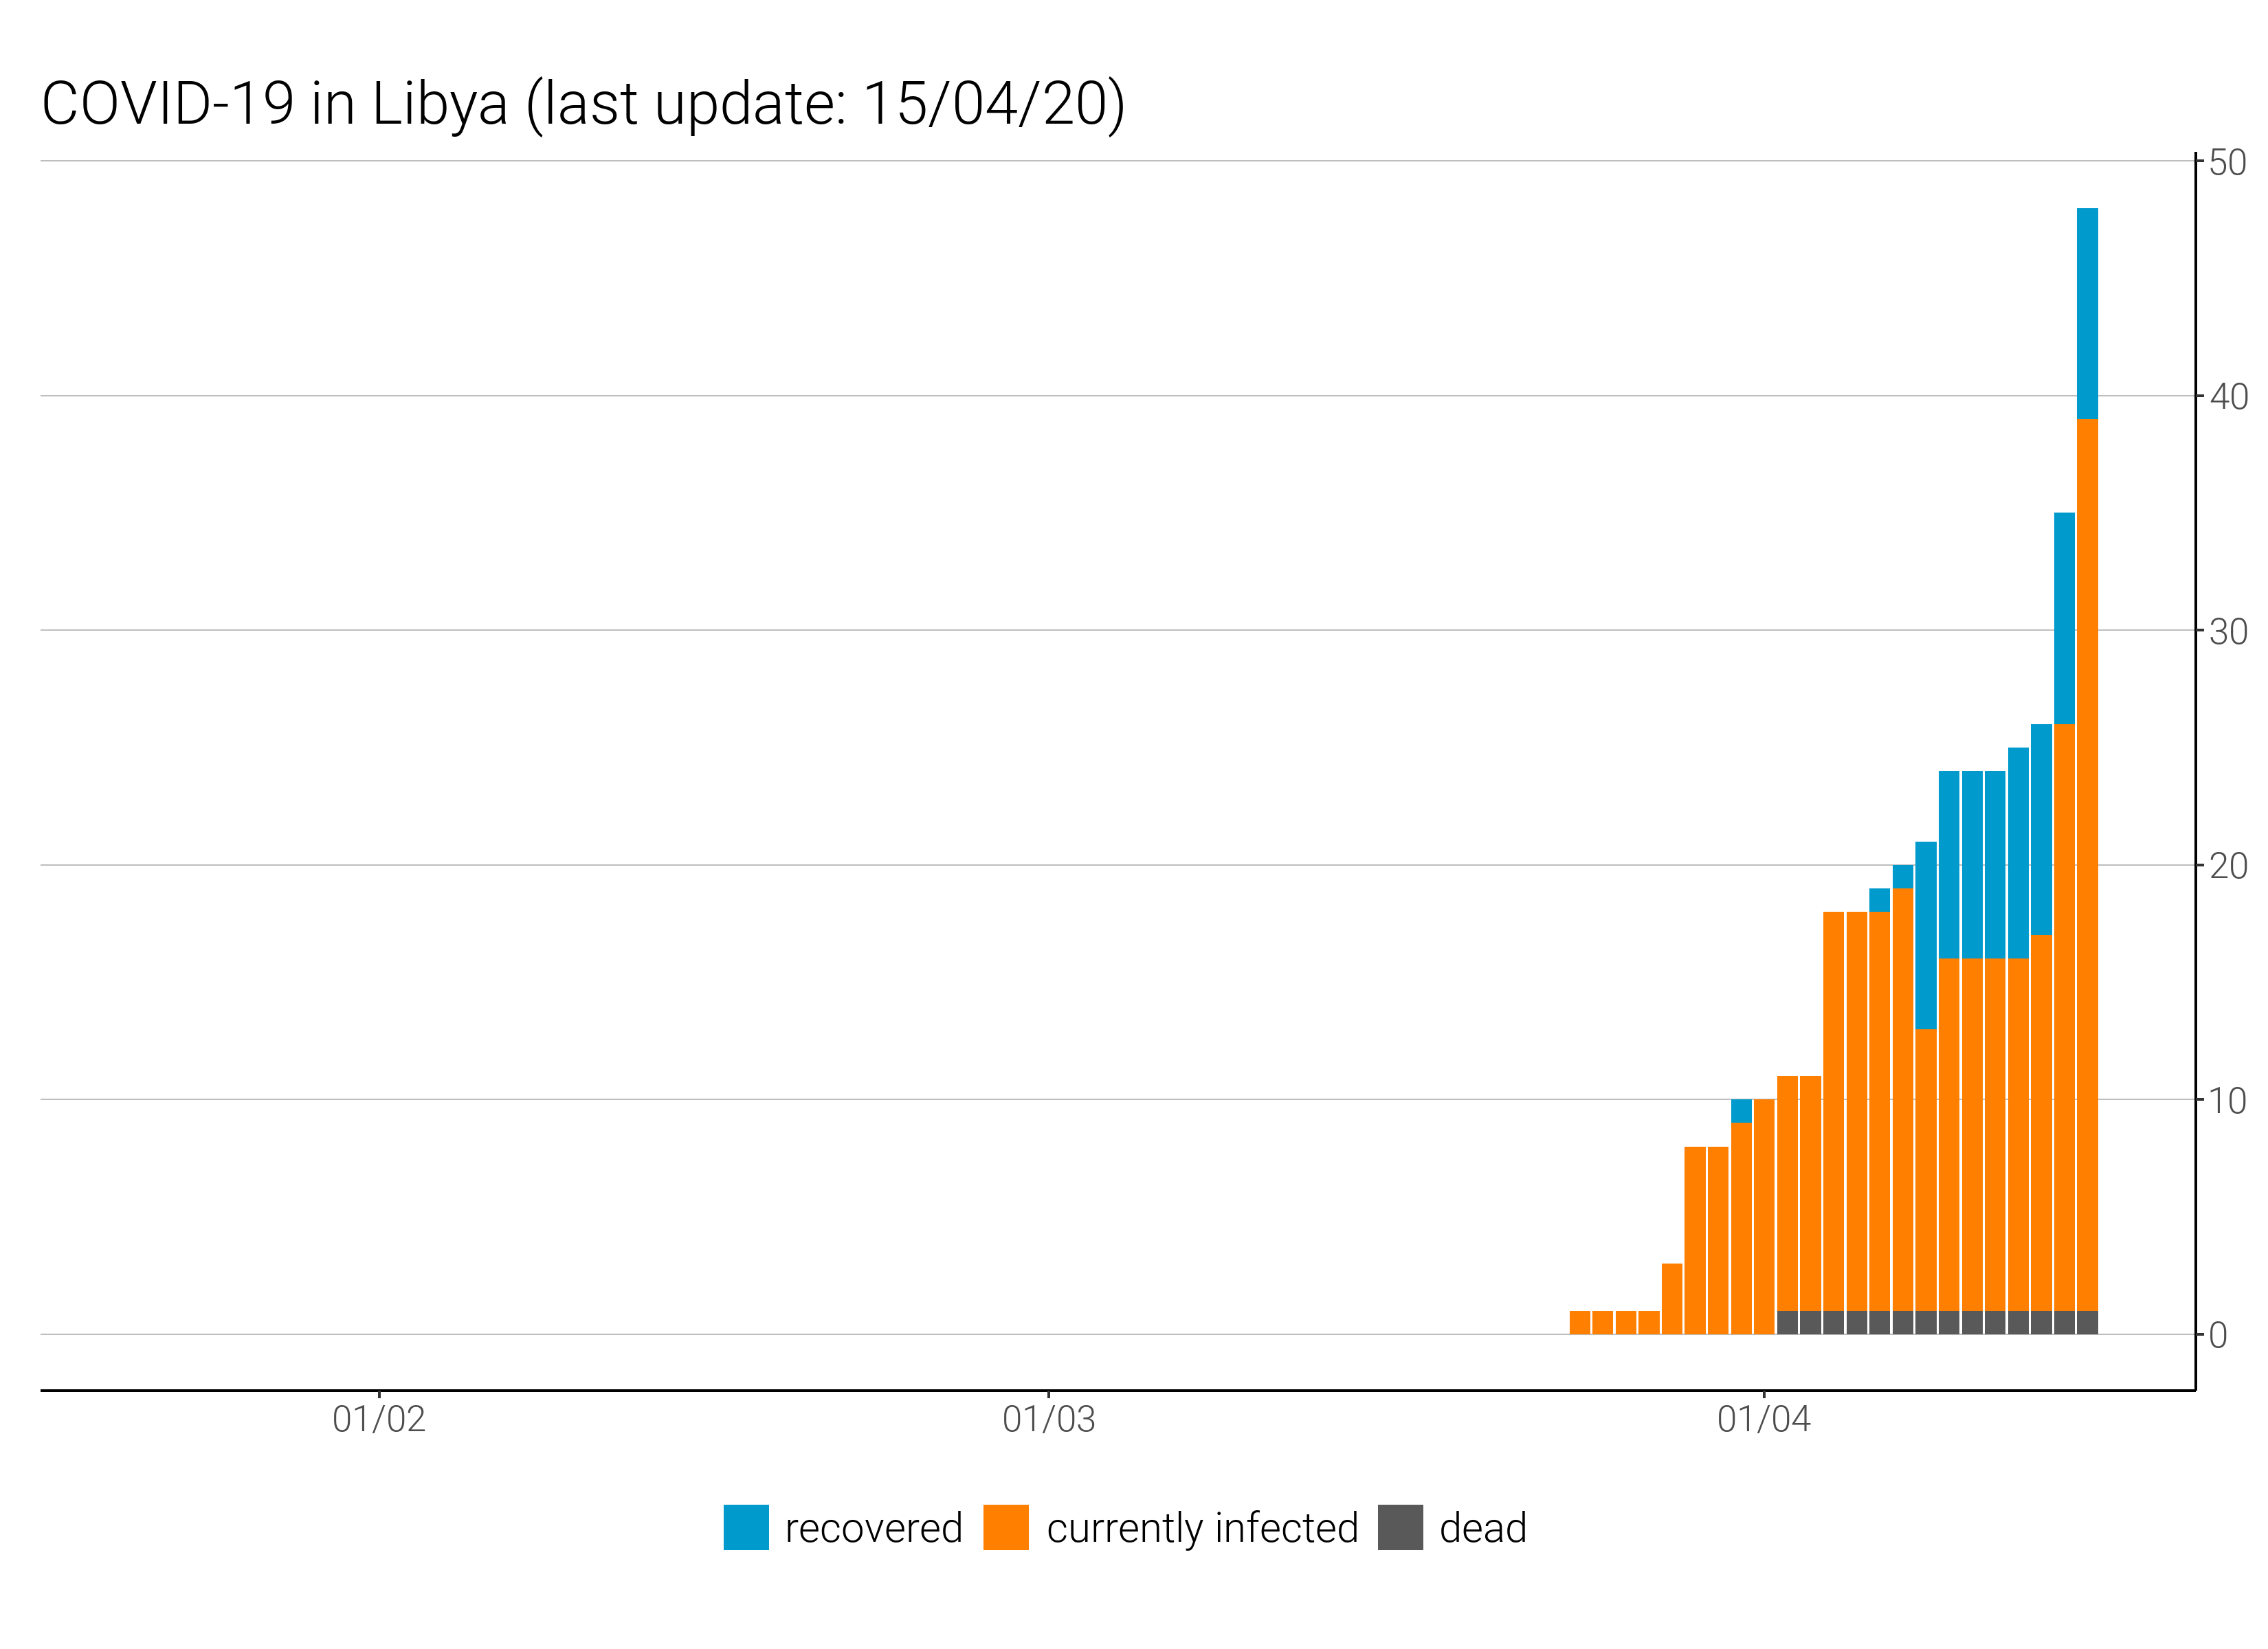 COVID-19 in Libya (last update: 15/04/20)
50
40
30
20
10
0
01/02 01/03 01/04
recovered currently infected dead